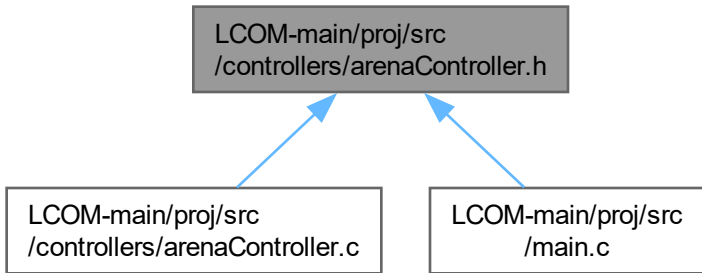 LCOM-main/proj/src
/controllers/arenaController.h
LCOM-main/proj/src
/controllers/arenaController.c
LCOM-main/proj/src
/main.c